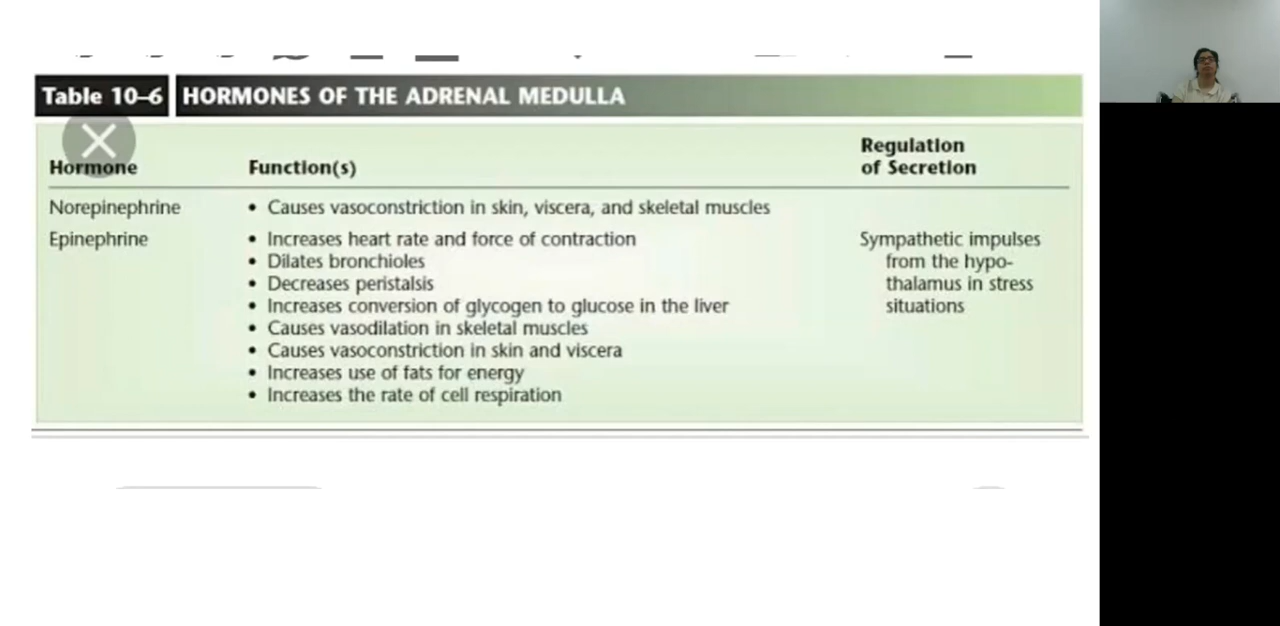 Table 10–6 HORMONES OF THE ADRENAL MEDULLA
Regulation
Hormone Function(s) of Secretion
Norepinephrine • Causes vasoconstriction in skin, viscera, and skeletal muscles
Epinephrine • Increases heart rate and force of contraction Sympathetic impulses
• Dilates bronchioles from the hypo-
• Decreases peristalsis thalamus in stress
• Increases conversion of glycogen to glucose in the liver situations
• Causes vasodilation in skeletal muscles
• Causes vasoconstriction in skin and viscera
• Increases use of fats for energy
• Increases the rate of cell respiration